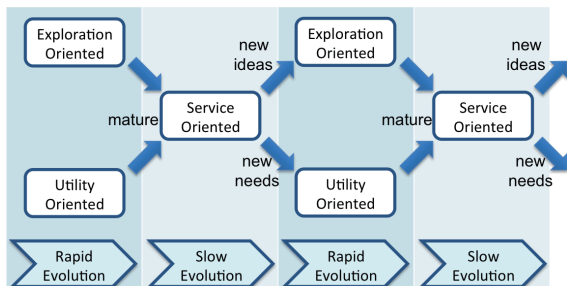 Exploration
Oriented
new
ideas
Exploration
Oriented
new
ideas
mature
Service
Oriented
mature
Service
Oriented
Utility
Oriented
new
needs
Utility
Oriented
new
needs
Rapid
Evolution
Slow
Evolution
Rapid
Evolution
Slow
Evolution